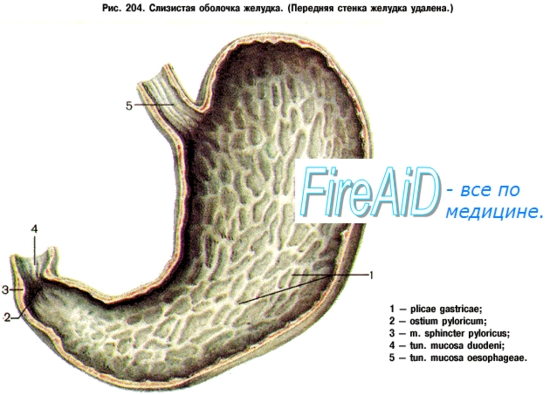 Рис. 204. Слизистая оболочка желудка. (Передняя стенка желудка удалена.)
5
FireAiD - все по
медицине.
4
3
2
1
1 — plicae gastricae;
2 — ostium pyloricum;
3 — m. sphincter pyloricus;
4 — tun. mucosa duodeni;
5 — tun. mucosa oesophageae.